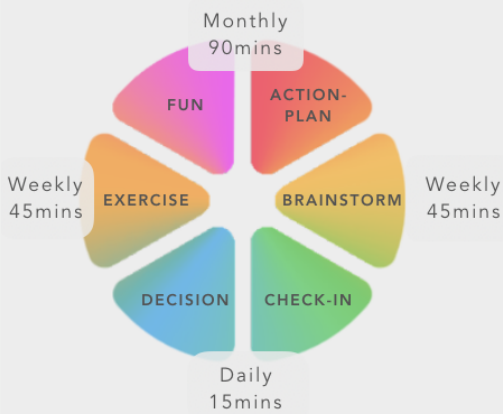 Monthly
90mins
FUN
ACTION-
PLAN
Weekly
45mins
EXERCISE
BRAINSTORM
Weekly
45mins
DECISION
CHECK-IN
Daily
15mins